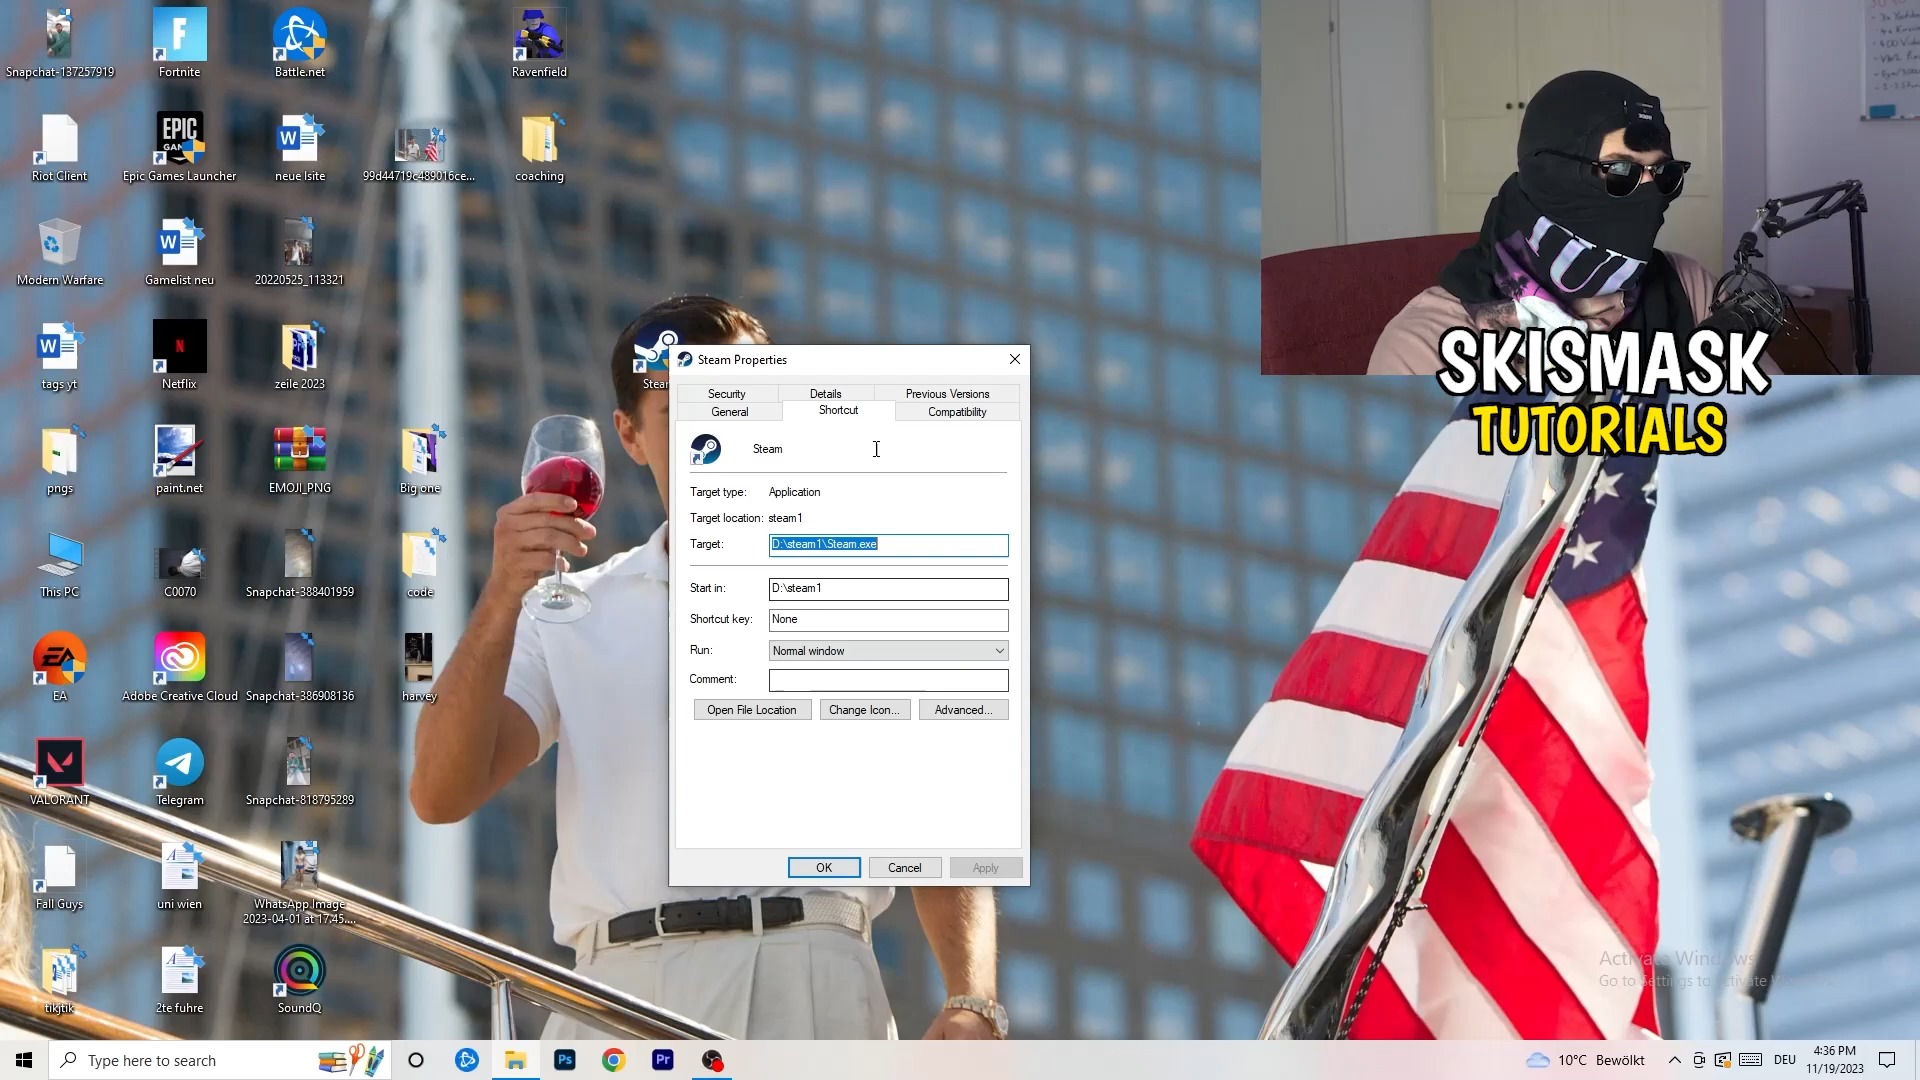 Snapchat-137257919
Fortnite
Battle.net
Ravenfield
Riot Client
EPIC
Epic Games Launcher
neue lsite
99d44719c489016ce...
coaching
Modern Warfare
Gamelist neu
20220525_113321
tags yt
N
Netflix
zeile 2023
pngs
paint.net
EMOJI_PNG
Big one
This PC
C0070
Snapchat-388401959
code
EA
EA
Adobe Creative Cloud
Snapchat-386908136
harvey
VALORANT
Telegram
Snapchat-818795289
Fall Guys
uni wien
WhatsApp Image
2023-04-01 at 17.45....
tikjtik
2te fuhre
SoundQ
Steam Properties
Security
Details
Previous Versions
General
Shortcut
Compatibility
Steam
Target type:
Application
Target location:
steam1
Target:
D:\steam1\Steam.exe
Start in:
D:\steam1
Shortcut key:
None
Run:
Normal window
Comment:
Open File Location
Change Icon...
Advanced...
OK
Cancel
Apply
SKISMASK
TUTORIALS
Type here to search
Ps
Pr
10°C Bewölkt
DEU
4:36 PM
11/19/2023